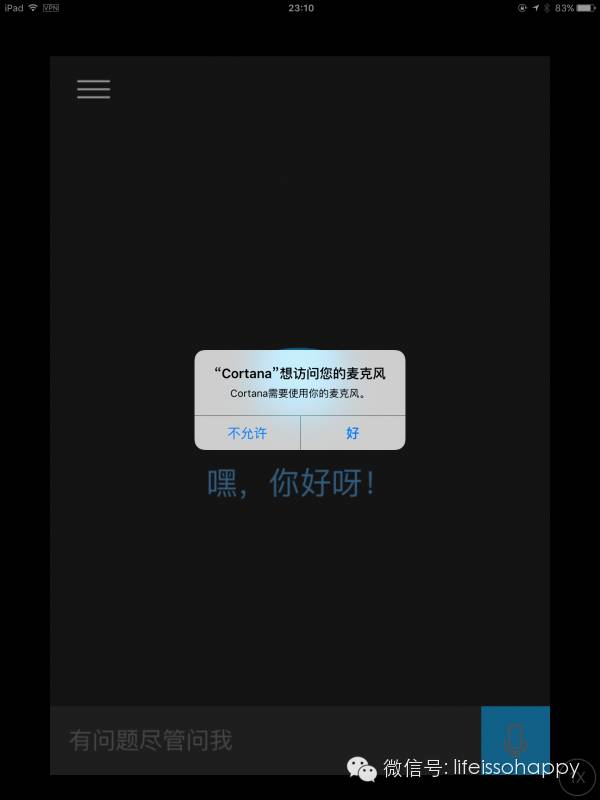 iPad VPN 23:10 83%
“Cortana”想访问您的麦克风
Cortana需要使用你的麦克风。
不允许 好
嘿，你好呀！
有问题尽管问我
微信号: lifeissohappy
1X